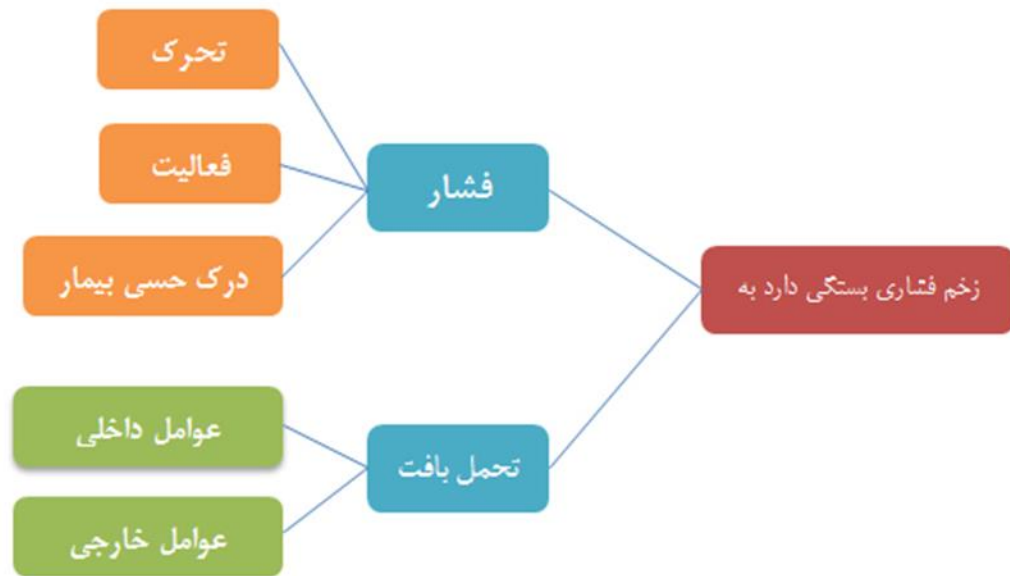 زخم فشاری بستگی دارد به
فشار
تحرک
فعالیت
درک حسی بیمار
تحمل بافت
عوامل داخلی
عوامل خارجی